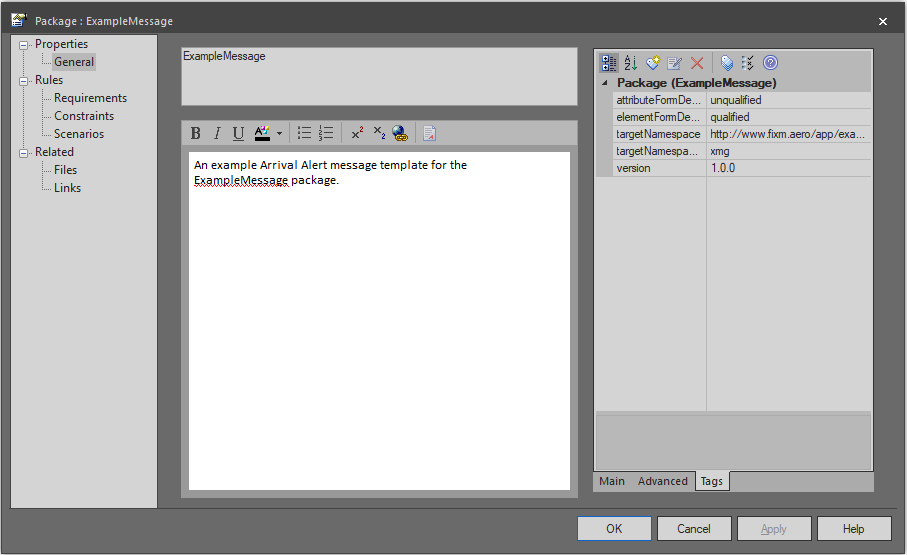 Package : ExampleMessage
Properties
General
Rules
Requirements
Constraints
Scenarios
Related
Files
Links
ExampleMessage
B I U A x² x₂
An example Arrival Alert message template for the
ExampleMessage package.
Package (ExampleMessage)
attributeFormDe... unqualified
elementFormDe... qualified
targetNamespace http://www.fixm.aero/app/exa...
targetNamespa... xmg
version 1.0.0
Main Advanced Tags
OK Cancel Apply Help